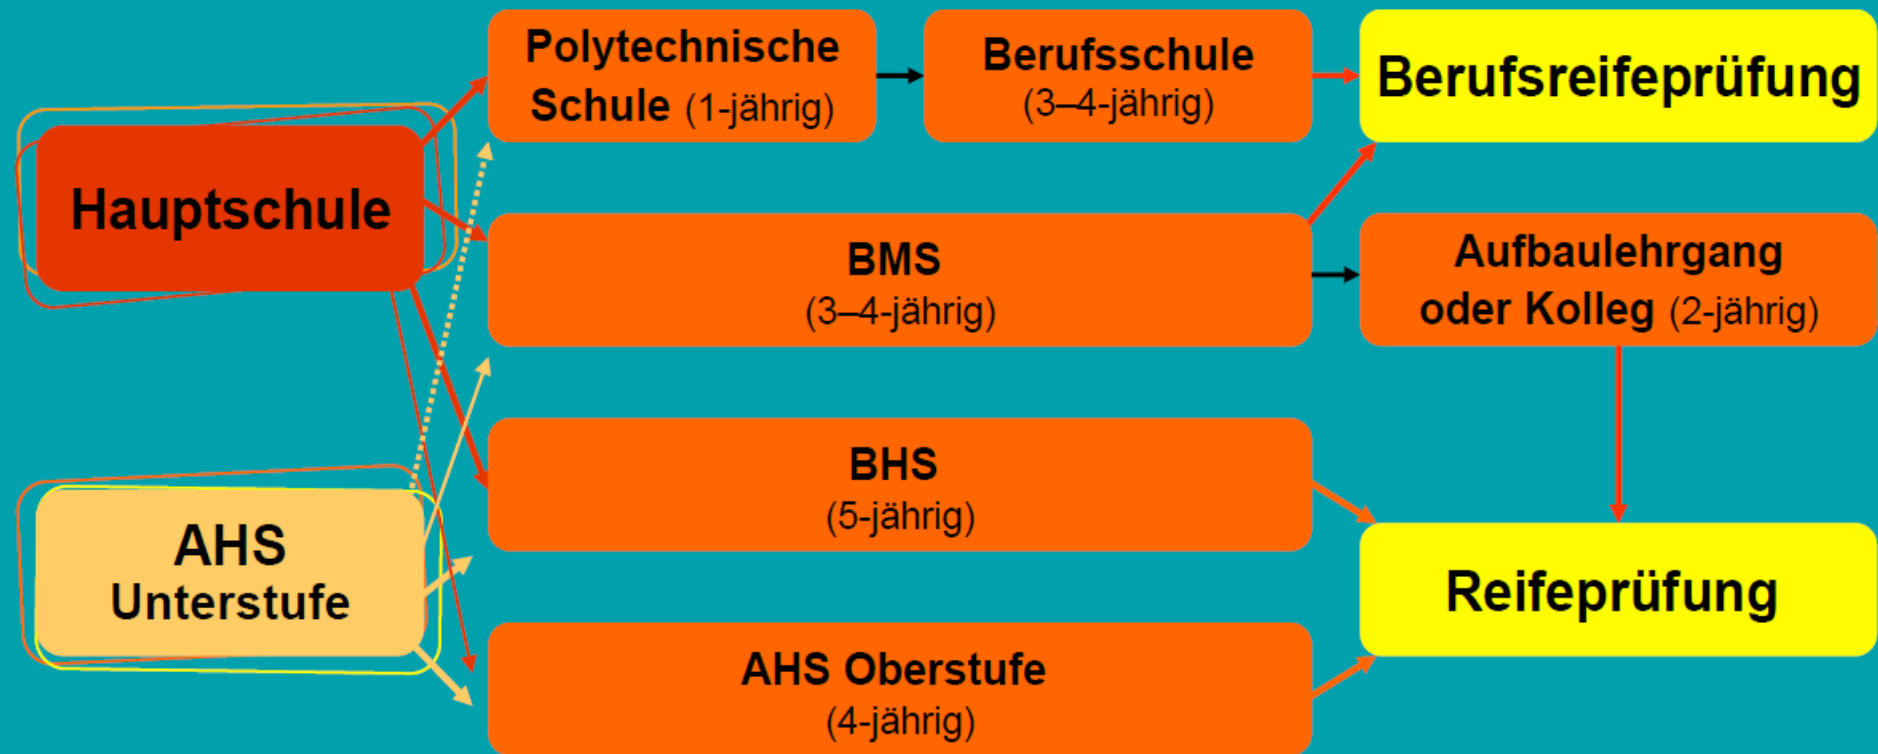 Polytechnische
Schule (1-jährig)
Berufsschule
(3–4-jährig)
Berufsreifeprüfung
Hauptschule
BMS
(3–4-jährig)
Aufbaulehrgang
oder Kolleg (2-jährig)
BHS
(5-jährig)
AHS
Unterstufe
Reifeprüfung
AHS Oberstufe
(4-jährig)